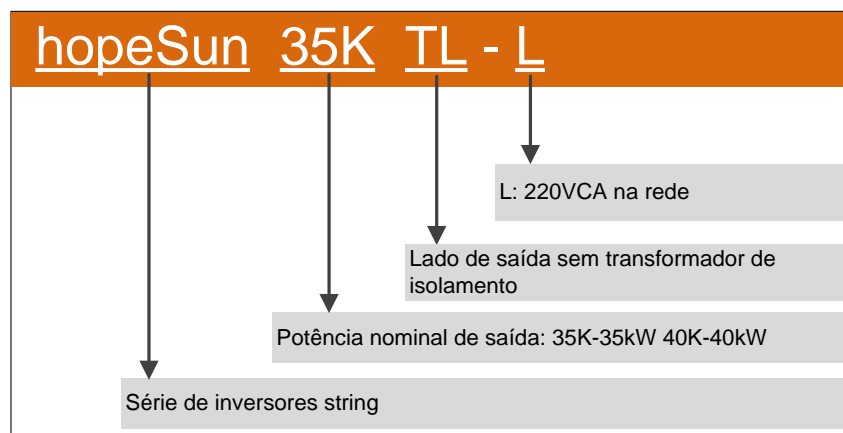 hopeSun 35K TL - L
L: 220VCA na rede
Lado de saída sem transformador de
isolamento
Potência nominal de saída: 35K-35kW 40K-40kW
Série de inversores string